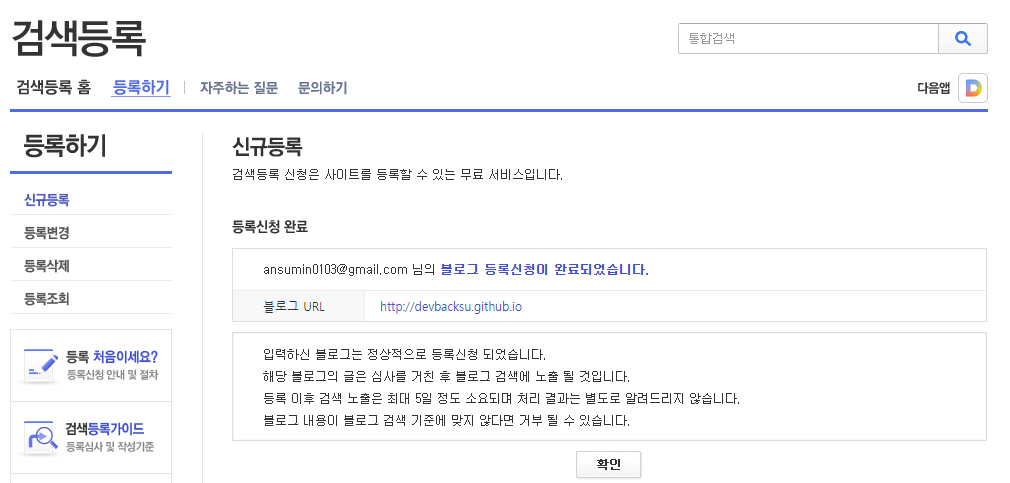 검색등록
통합검색
검색등록 홈 등록하기 자주하는 질문 문의하기 다음앱
등록하기
신규등록
등록변경
등록삭제
등록조회
등록 처음이세요?
등록신청 안내 및 절차
검색등록가이드
등록심사 및 작성기준
신규등록
검색등록 신청은 사이트를 등록할 수 있는 무료 서비스입니다.
등록신청 완료
ansumin0103@gmail.com 님의 블로그 등록신청이 완료되었습니다.
블로그 URL http://devbacksu.github.io
입력하신 블로그는 정상적으로 등록신청 되었습니다.
해당 블로그의 글은 심사를 거친 후 블로그 검색에 노출 될 것입니다.
등록 이후 검색 노출은 최대 5일 정도 소요되며 처리 결과는 별도로 알려드리지 않습니다.
블로그 내용이 블로그 검색 기준에 맞지 않다면 거부 될 수 있습니다.
확인